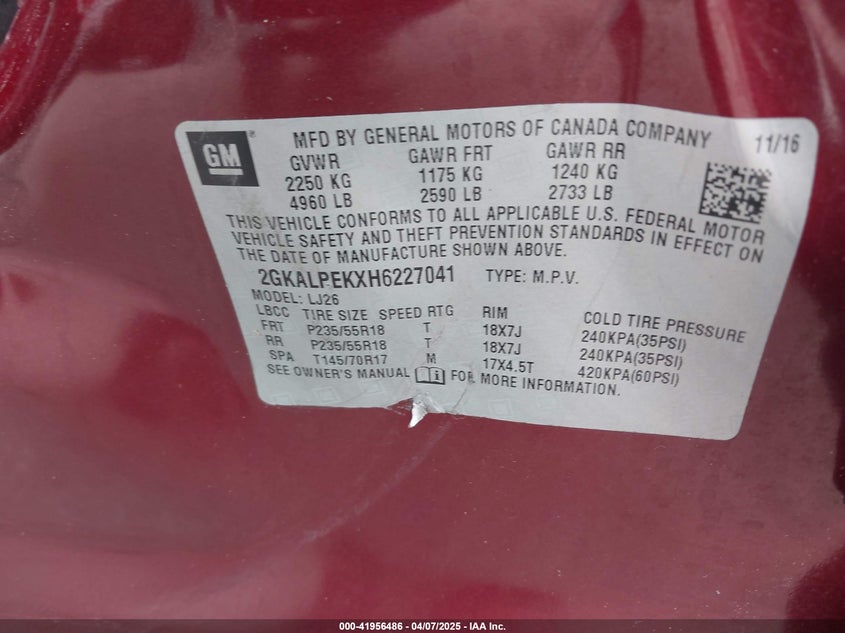 GM ®
MFD BY GENERAL MOTORS OF CANADA COMPANY 11/16
GVWR GAWR FRT GAWR RR
2250 KG 1175 KG 1240 KG
4960 LB 2590 LB 2733 LB
THIS VEHICLE CONFORMS TO ALL APPLICABLE U.S. FEDERAL MOTOR
VEHICLE SAFETY AND THEFT PREVENTION STANDARDS IN EFFECT ON
THE DATE OF MANUFACTURE SHOWN ABOVE.
2GKALPEKXH6227041 TYPE: M.P.V.
MODEL: LJ26
LBCC TIRE SIZE SPEED RTG RIM COLD TIRE PRESSURE
FRT P235/55R18 T 18X7J 240KPA(35PSI)
RR P235/55R18 T 18X7J 240KPA(35PSI)
SPA T145/70R17 M 17X4.5T 420KPA(60PSI)
SEE OWNER'S MANUAL i FOR MORE INFORMATION.
000-41956486 - 04/07/2025 - IAA Inc.